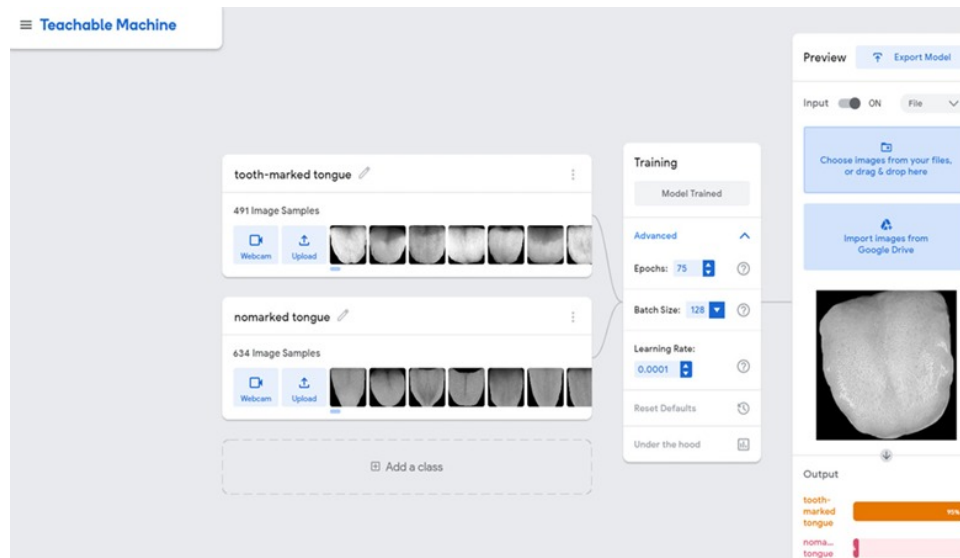 Teachable Machine
tooth-marked tongue
491 Image Samples
Webcam
Upload
nomarked tongue
634 Image Samples
Webcam
Upload
Add a class
Training
Model Trained
Advanced
Epochs: 75
Batch Size: 128
Learning Rate:
0.0001
Reset Defaults
Under the hood
Preview
Export Model
Input ON File
Choose images from your files,
or drag & drop here
Import images from
Google Drive
Output
tooth-
marked
tongue
95%
noma...
tongue